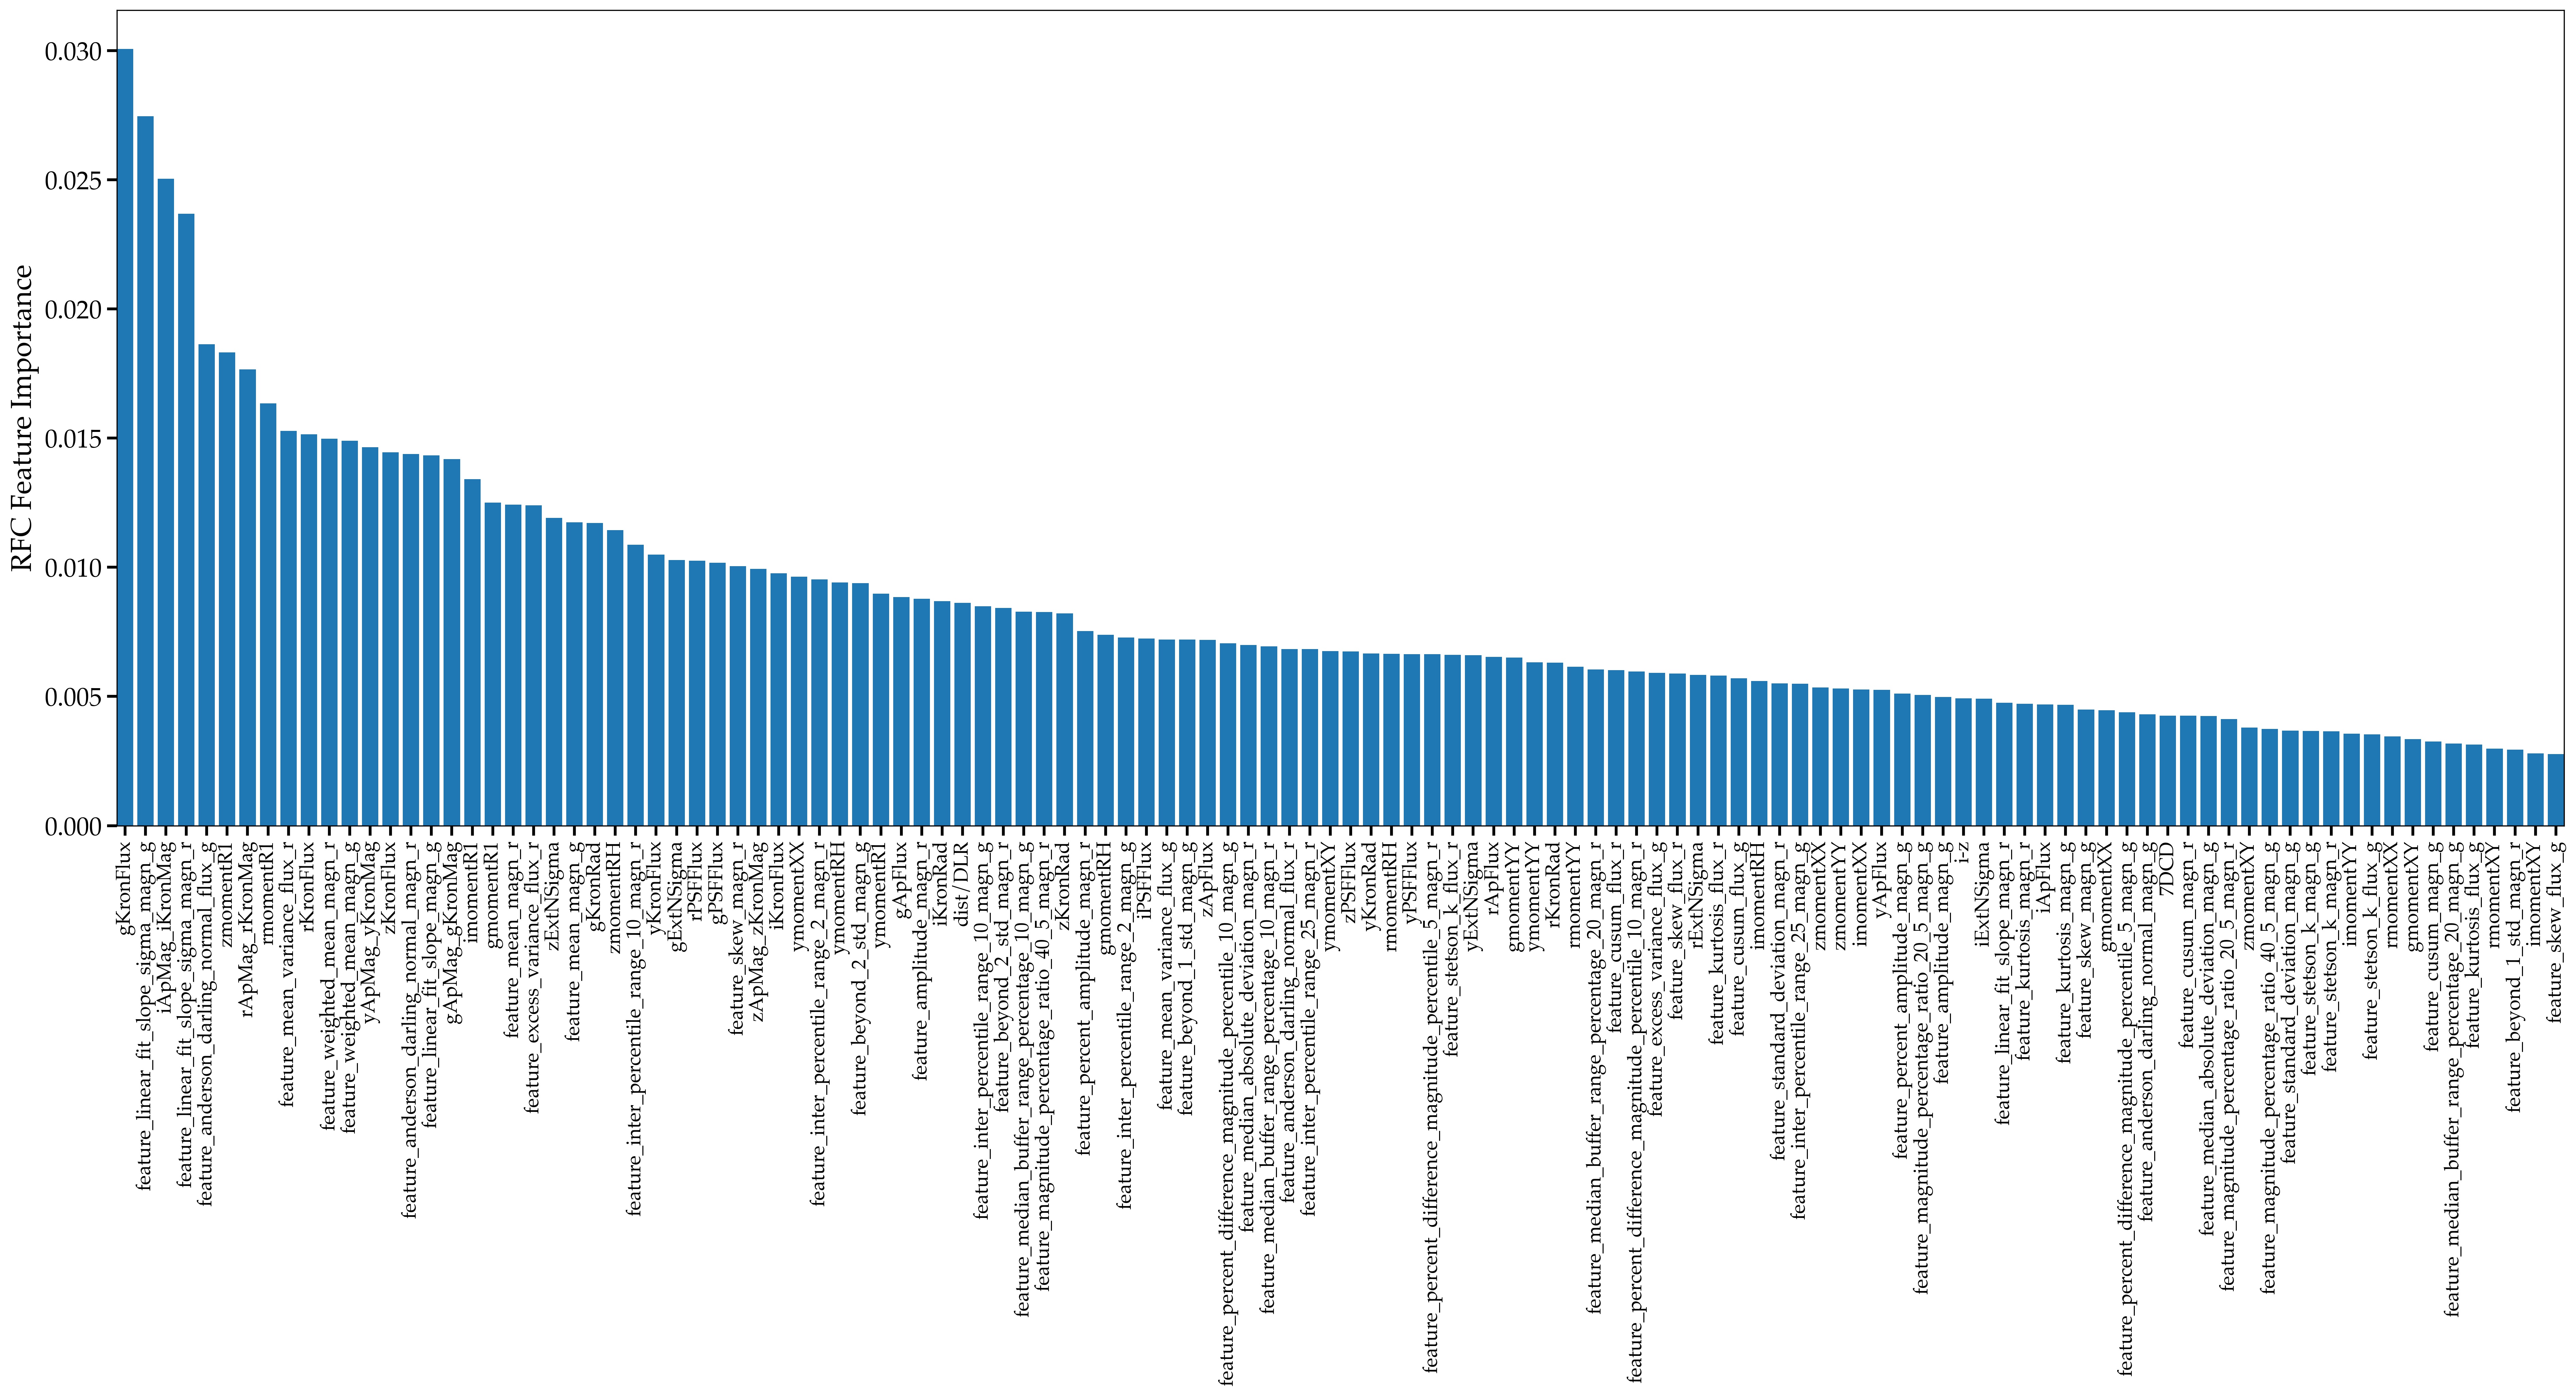 RFC Feature Importance
0.030
0.025
0.020
0.015
0.010
0.005
0.000
gKronFlux
feature_linear_fit_slope_sigma_magn_g
iApMag_iKronMag
feature_linear_fit_slope_sigma_magn_r
feature_anderson_darling_normal_flux_g
zmomentR1
rApMag_rKronMag
rmomentR1
feature_mean_variance_flux_r
rKronFlux
feature_weighted_mean_magn_r
feature_weighted_mean_magn_g
yApMag_yKronMag
zKronFlux
feature_anderson_darling_normal_magn_r
feature_linear_fit_slope_magn_g
gApMag_gKronMag
imomentR1
gmomentR1
feature_mean_magn_r
feature_excess_variance_flux_r
zExtNSigma
feature_mean_magn_g
gKronRad
zmomentRH
feature_inter_percentile_range_10_magn_r
yKronFlux
gExtNSigma
rPSFFlux
gPSFFlux
feature_skew_magn_r
zApMag_zKronMag
iKronFlux
ymomentXX
feature_inter_percentile_range_2_magn_r
ymomentRH
feature_beyond_2_std_magn_g
ymomentR1
gApFlux
feature_amplitude_magn_r
iKronRad
dist/DLR
feature_inter_percentile_range_10_magn_g
feature_beyond_2_std_magn_r
feature_median_buffer_range_percentage_10_magn_g
feature_magnitude_percentage_ratio_40_5_magn_r
zKronRad
feature_percent_amplitude_magn_r
gmomentRH
feature_inter_percentile_range_2_magn_g
iPSFFlux
feature_mean_variance_flux_g
feature_beyond_1_std_magn_g
zApFlux
feature_percent_difference_magnitude_percentile_10_magn_g
feature_median_absolute_deviation_magn_r
feature_median_buffer_range_percentage_10_magn_r
feature_anderson_darling_normal_flux_r
feature_inter_percentile_range_25_magn_r
ymomentXY
zPSFFlux
yKronRad
rmomentRH
yPSFFlux
feature_percent_difference_magnitude_percentile_5_magn_r
feature_stetson_k_flux_r
yExtNSigma
rApFlux
gmomentYY
ymomentYY
rKronRad
rmomentYY
feature_median_buffer_range_percentage_20_magn_r
feature_cusum_flux_r
feature_percent_difference_magnitude_percentile_10_magn_r
feature_excess_variance_flux_g
feature_skew_flux_r
rExtNSigma
feature_kurtosis_flux_r
feature_cusum_flux_g
imomentRH
feature_standard_deviation_magn_r
feature_inter_percentile_range_25_magn_g
zmomentXX
zmomentYY
imomentXX
yApFlux
feature_percent_amplitude_magn_g
feature_magnitude_percentage_ratio_20_5_magn_g
feature_amplitude_magn_g
i-z
iExtNSigma
feature_linear_fit_slope_magn_r
feature_kurtosis_magn_r
iApFlux
feature_kurtosis_magn_g
feature_skew_magn_g
gmomentXX
feature_percent_difference_magnitude_percentile_5_magn_g
feature_anderson_darling_normal_magn_g
7DCD
feature_cusum_magn_r
feature_median_absolute_deviation_magn_g
feature_magnitude_percentage_ratio_20_5_magn_r
zmomentXY
feature_magnitude_percentage_ratio_40_5_magn_g
feature_standard_deviation_magn_g
feature_stetson_k_magn_g
feature_stetson_k_magn_r
imomentYY
feature_stetson_k_flux_g
rmomentXX
gmomentXY
feature_cusum_magn_g
feature_median_buffer_range_percentage_20_magn_g
feature_kurtosis_flux_g
rmomentXY
feature_beyond_1_std_magn_r
imomentXY
feature_skew_flux_g